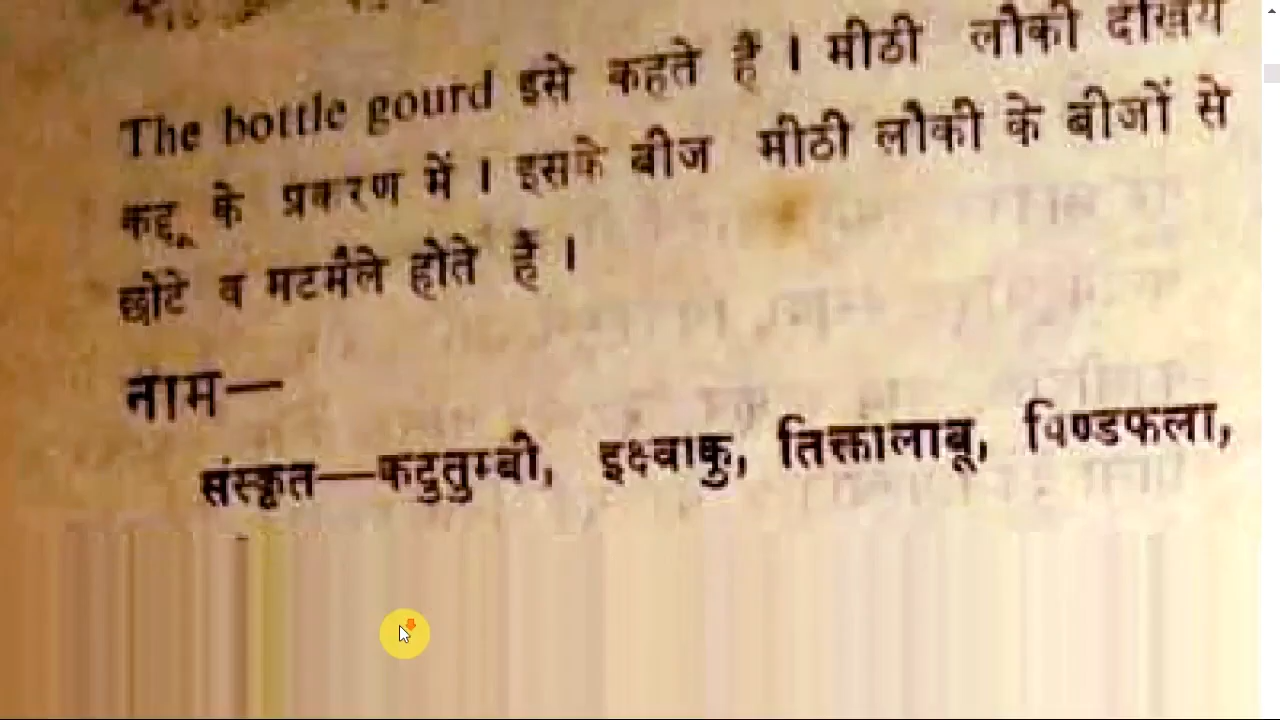 The bottle gourd इसे कहते हैं । मीठी लौकी देखिये
कद्दू के प्रकरण में । इसके बीज मीठी लौकी के बीजों से
छोटे व मटमैले होते हैं ।
नाम—
संस्कृत—कटुतुम्बी, इक्ष्वाकु, तिक्तालाबू, पिण्डफला,